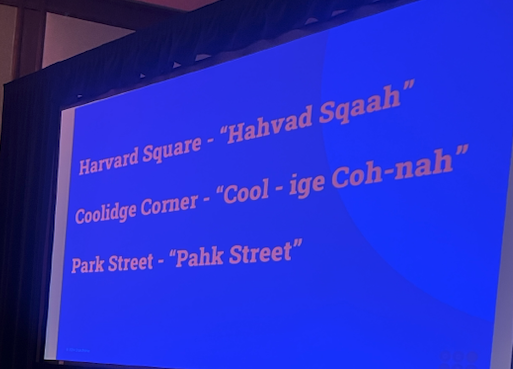 Harvard Square - “Hahvad Sqaah”
Coolidge Corner - “Cool - ige Coh-nah”
Park Street - “Pahk Street”